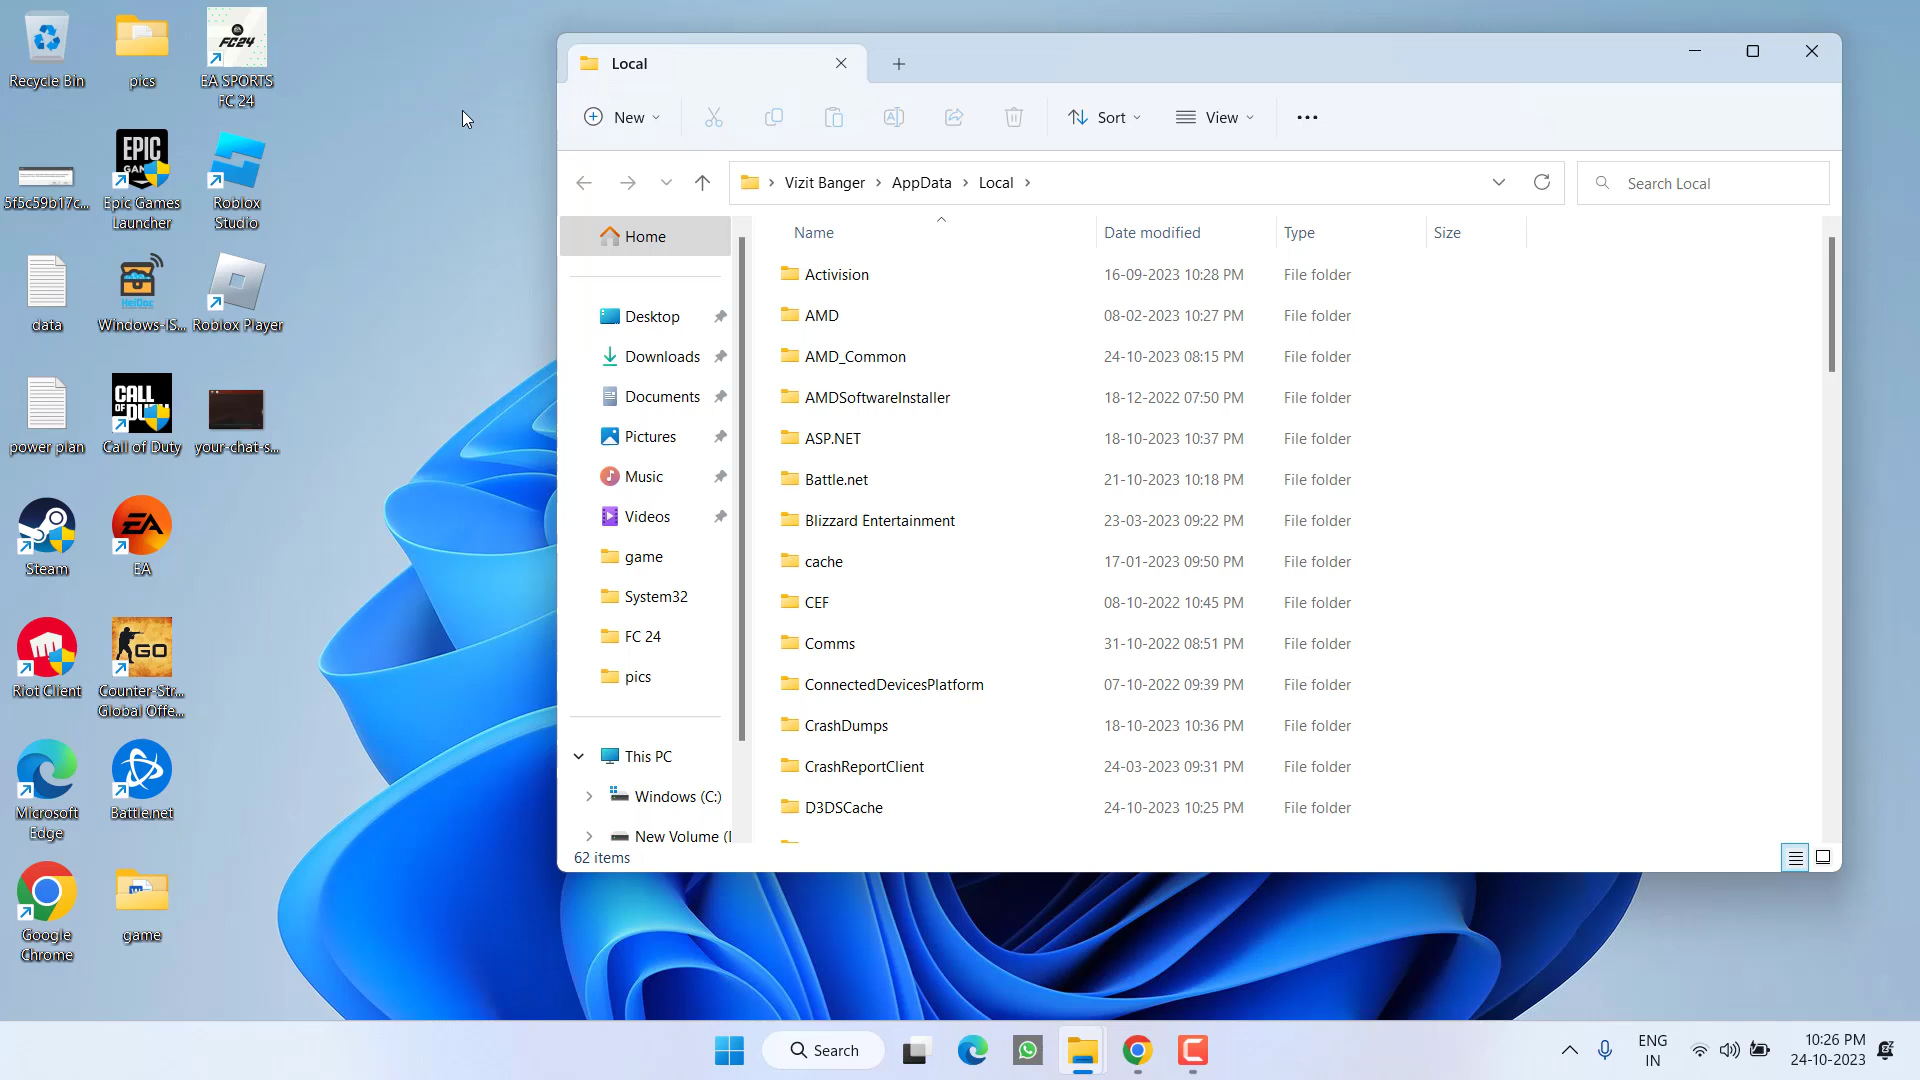 Recycle Bin
pics
EA SPORTS
FC 24
FC24
5f5c59b17c...
EPIC
GAMES
Epic Games
Launcher
Roblox
Studio
data
HeiDoc
Windows-IS...
Roblox Player
power plan
CALL
OF DUTY
Call of Duty
your-chat-s...
Steam
EA
EA
Riot Client
GO
Counter-Str...
Global Offe...
Microsoft
Edge
Battle.net
Google
Chrome
game
Local
New
Sort
View
Vizit Banger > AppData > Local >
Search Local
Home
Desktop
Downloads
Documents
Pictures
Music
Videos
game
System32
FC 24
pics
This PC
Windows (C:)
New Volume (
Name Date modified Type Size
Activision 16-09-2023 10:28 PM File folder
AMD 08-02-2023 10:27 PM File folder
AMD_Common 24-10-2023 08:15 PM File folder
AMDSoftwareInstaller 18-12-2022 07:50 PM File folder
ASP.NET 18-10-2023 10:37 PM File folder
Battle.net 21-10-2023 10:18 PM File folder
Blizzard Entertainment 23-03-2023 09:22 PM File folder
cache 17-01-2023 09:50 PM File folder
CEF 08-10-2022 10:45 PM File folder
Comms 31-10-2022 08:51 PM File folder
ConnectedDevicesPlatform 07-10-2022 09:39 PM File folder
CrashDumps 18-10-2023 10:36 PM File folder
CrashReportClient 24-03-2023 09:31 PM File folder
D3DSCache 24-10-2023 10:25 PM File folder
62 items
Search
ENG
IN
10:26 PM
24-10-2023